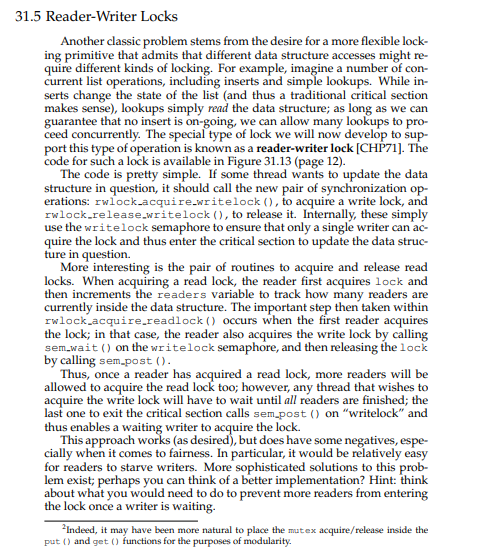 31.5 Reader-Writer Locks
Another classic problem stems from the desire for a more flexible lock-
ing primitive that admits that different data structure accesses might re-
quire different kinds of locking. For example, imagine a number of con-
current list operations, including inserts and simple lookups. While in-
serts change the state of the list (and thus a traditional critical section
makes sense), lookups simply read the data structure; as long as we can
guarantee that no insert is on-going, we can allow many lookups to pro-
ceed concurrently. The special type of lock we will now develop to sup-
port this type of operation is known as a reader-writer lock [CHP71]. The
code for such a lock is available in Figure 31.13 (page 12).
The code is pretty simple. If some thread wants to update the data
structure in question, it should call the new pair of synchronization op-
erations: rwlock_acquire_writelock(), to acquire a write lock, and
rwlock_release_writelock(), to release it. Internally, these simply
use the writelock semaphore to ensure that only a single writer can ac-
quire the lock and thus enter the critical section to update the data struc-
ture in question.
More interesting is the pair of routines to acquire and release read
locks. When acquiring a read lock, the reader first acquires lock and
then increments the readers variable to track how many readers are
currently inside the data structure. The important step then taken within
rwlock_acquire_readlock() occurs when the first reader acquires
the lock; in that case, the reader also acquires the write lock by calling
sem_wait() on the writelock semaphore, and then releasing the lock
by calling sem_post().
Thus, once a reader has acquired a read lock, more readers will be
allowed to acquire the read lock too; however, any thread that wishes to
acquire the write lock will have to wait until all readers are finished; the
last one to exit the critical section calls sem_post() on "writelock" and
thus enables a waiting writer to acquire the lock.
This approach works (as desired), but does have some negatives, espe-
cially when it comes to fairness. In particular, it would be relatively easy
for readers to starve writers. More sophisticated solutions to this prob-
lem exist; perhaps you can think of a better implementation? Hint: think
about what you would need to do to prevent more readers from entering
the lock once a writer is waiting.
2Indeed, it may have been more natural to place the mutex acquire/release inside the
put() and get() functions for the purposes of modularity.